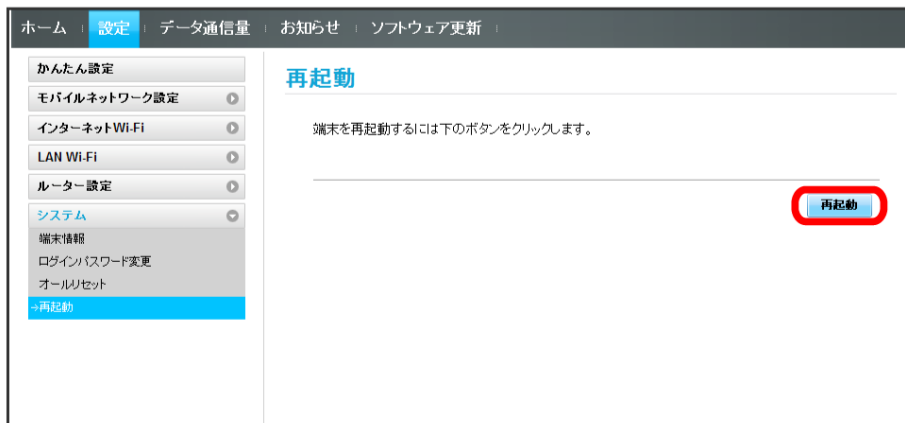 ホーム 設定 データ通信量 お知らせ ソフトウェア更新
かんたん設定
モバイルネットワーク設定
インターネットWi-Fi
LAN Wi-Fi
ルーター設定
システム
端末情報
ログインパスワード変更
オールリセット
→再起動
再起動
端末を再起動するには下のボタンをクリックします。
再起動